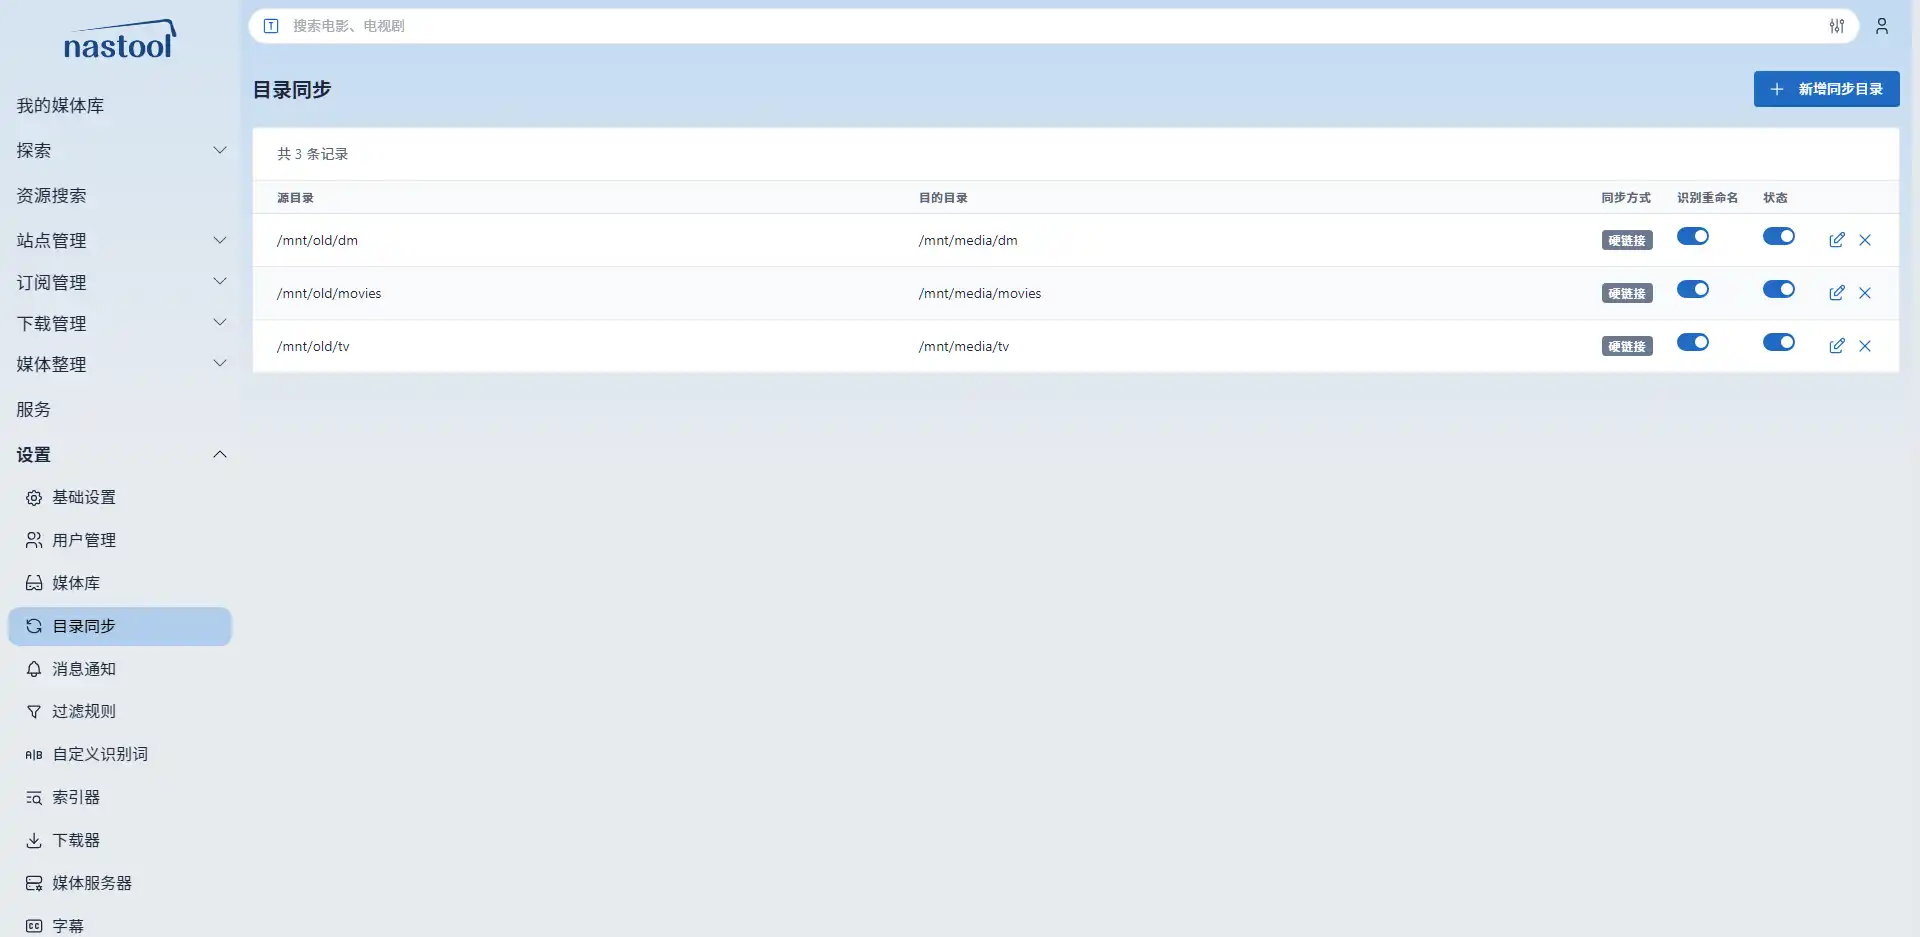 nastool
我的媒体库
探索
资源搜索
站点管理
订阅管理
下载管理
媒体整理
服务
设置
基础设置
用户管理
媒体库
目录同步
消息通知
过滤规则
A|B 自定义识别词
索引器
下载器
媒体服务器
CC 字幕
T 搜索电影、电视剧
目录同步
新增同步目录
共 3 条记录
源目录 目的目录 同步方式 识别重命名 状态
/mnt/old/dm /mnt/media/dm 硬链接
/mnt/old/movies /mnt/media/movies 硬链接
/mnt/old/tv /mnt/media/tv 硬链接